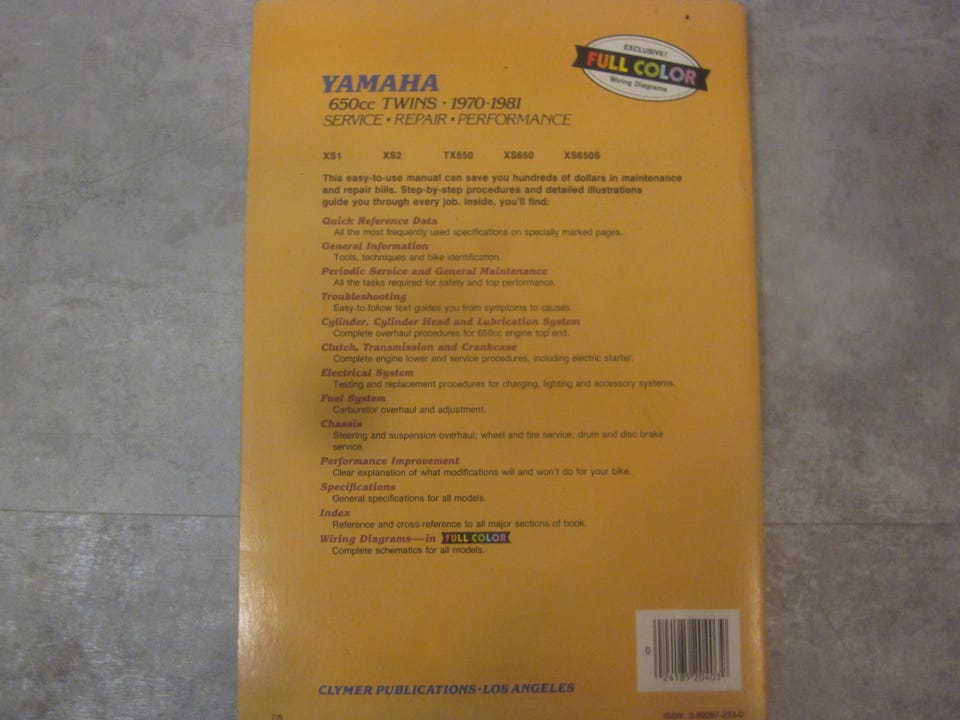 EXCLUSIVE!
FULL COLOR
Wiring Diagrams
YAMAHA
650cc TWINS • 1970-1981
SERVICE • REPAIR • PERFORMANCE
XS1 XS2 TX650 XS650 XS650S
This easy-to-use manual can save you hundreds of dollars in maintenance
and repair bills. Step-by-step procedures and detailed illustrations
guide you through every job. Inside, you'll find:
Quick Reference Data
All the most frequently used specifications on specially marked pages.
General Information
Tools, techniques and bike identification.
Periodic Service and General Maintenance
All the tasks required for safety and top performance.
Troubleshooting
Easy-to-follow text guides you from symptoms to causes.
Cylinder, Cylinder Head and Lubrication System
Complete overhaul procedures for 650cc engine top end.
Clutch, Transmission and Crankcase
Complete engine lower end service procedures, including electric starter.
Electrical System
Testing and replacement procedures for charging, lighting and accessory systems.
Fuel System
Carburetor overhaul and adjustment.
Chassis
Steering and suspension overhaul; wheel and tire service; drum and disc brake
service.
Performance Improvement
Clear explanation of what modifications will and won't do for your bike.
Specifications
General specifications for all models.
Index
Reference and cross-reference to all major sections of book.
Wiring Diagrams—in FULL COLOR
Complete schematics for all models.
0
CLYMER PUBLICATIONS • LOS ANGELES
ISBN